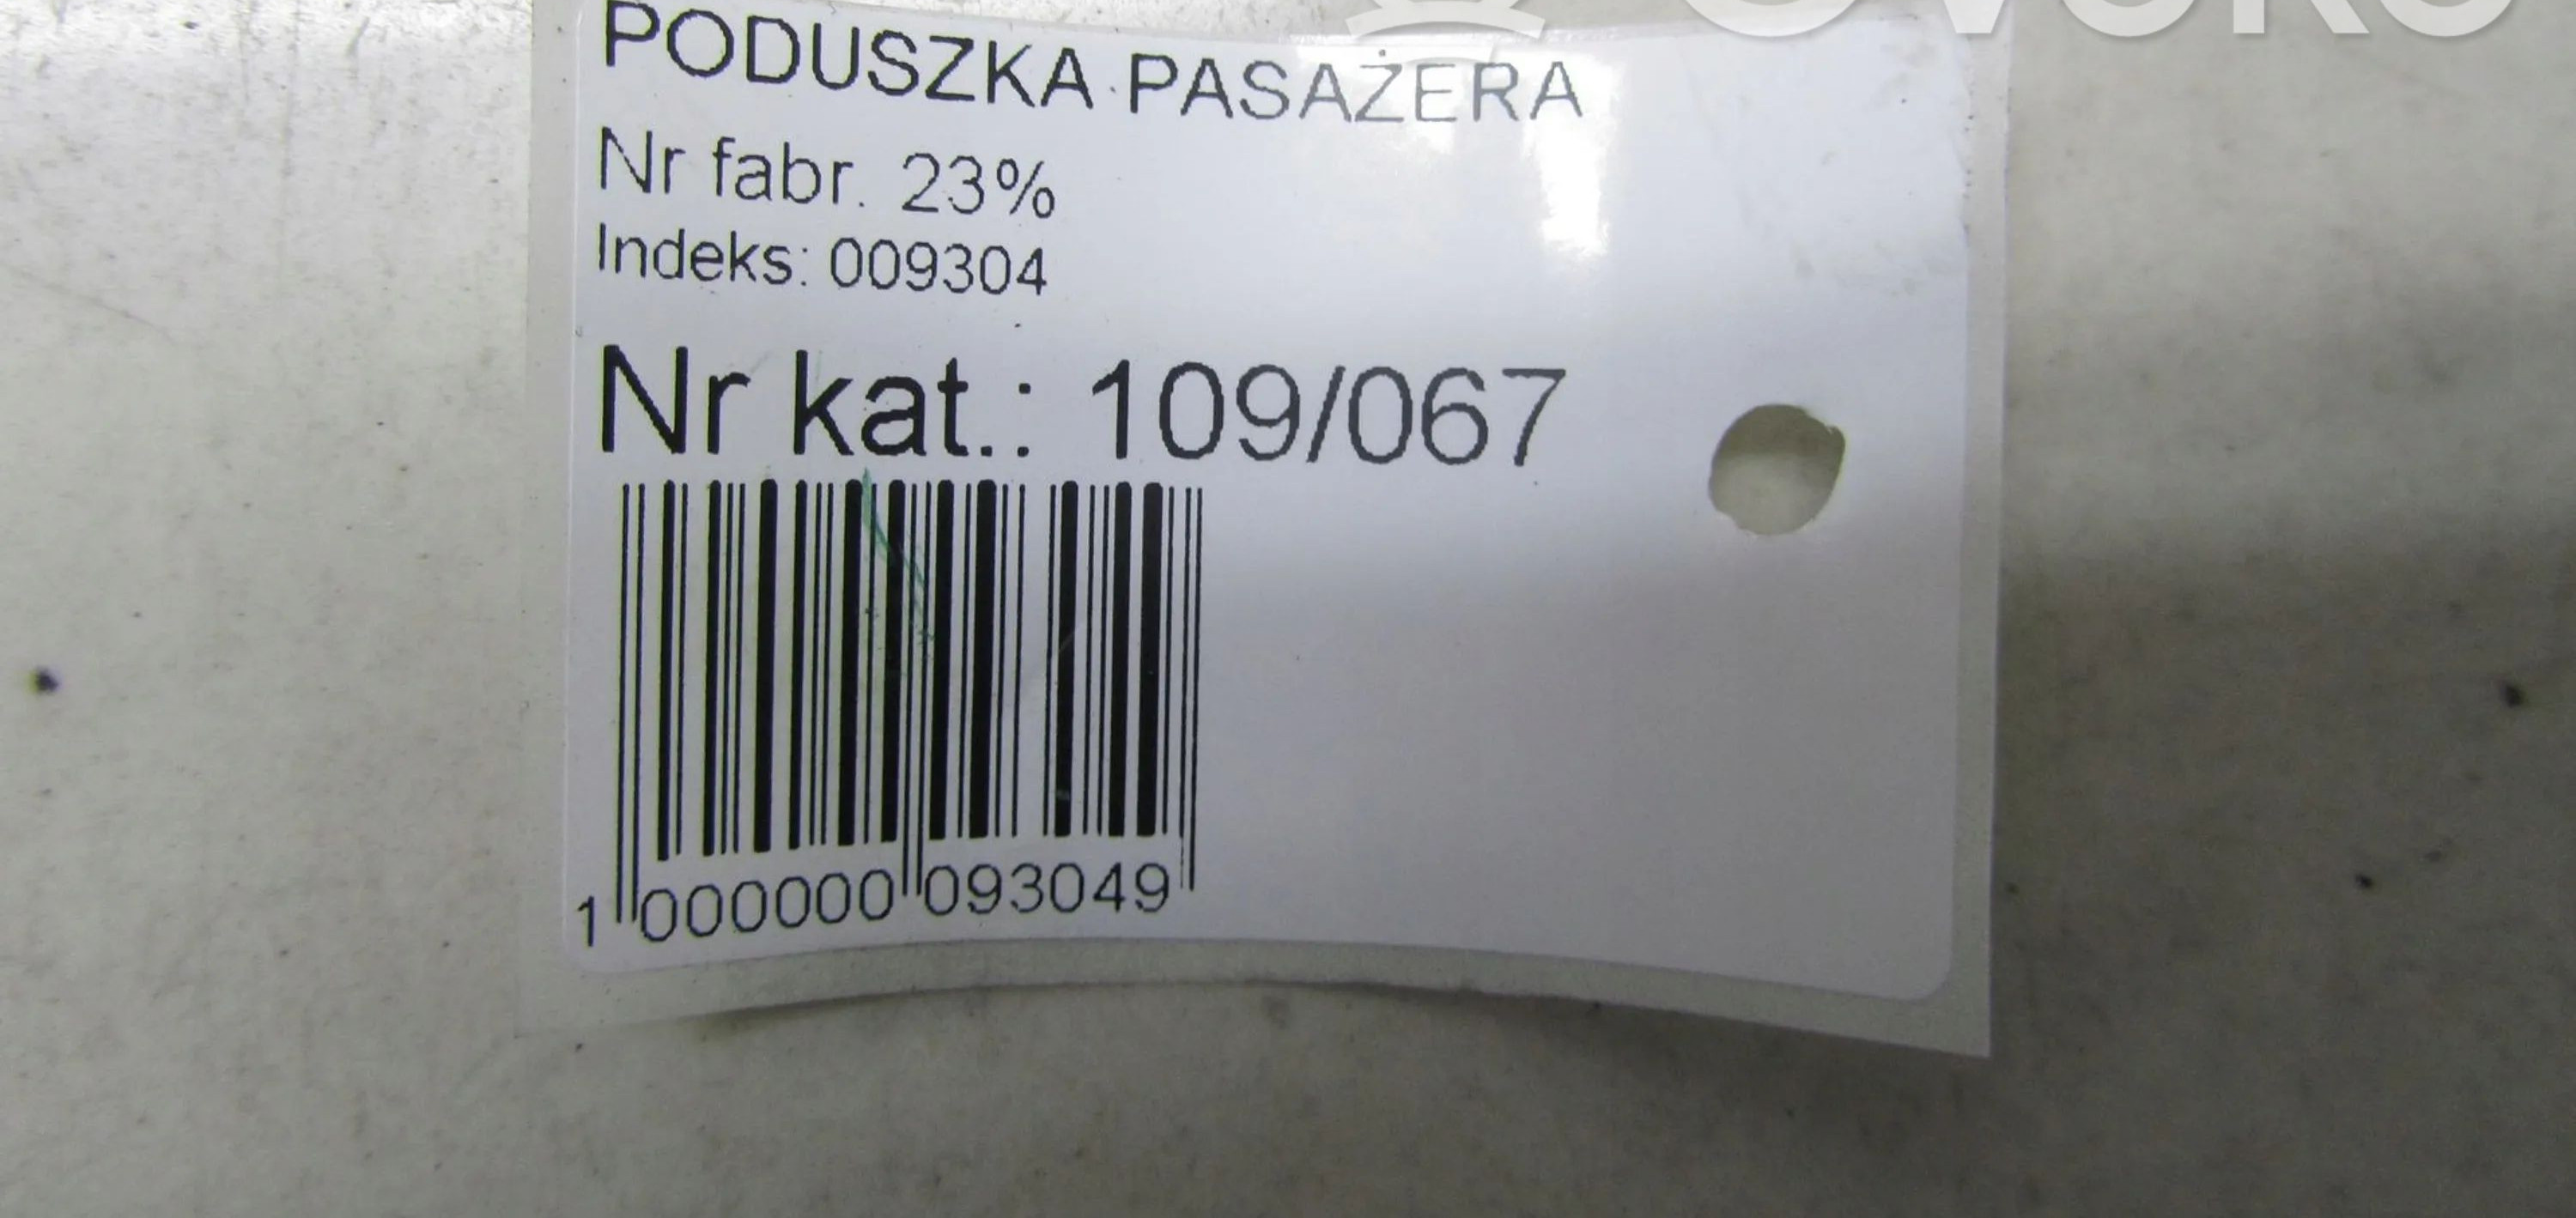 PODUSZKA PASAŻERA
Nr fabr. 23%
Indeks: 009304
Nr kat.: 109/067
1 000000 093049